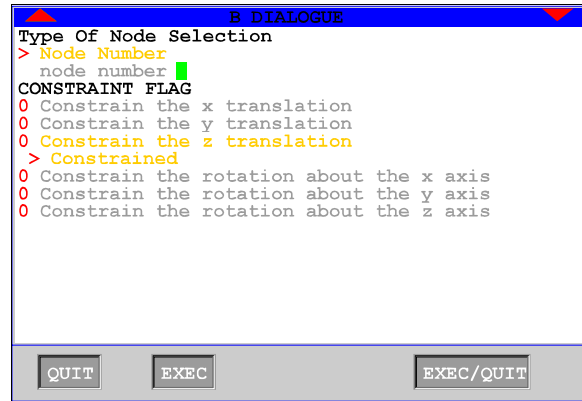 B DIALOGUE
Type Of Node Selection
> Node Number
node number
CONSTRAINT FLAG
0 Constrain the x translation
0 Constrain the y translation
0 Constrain the z translation
> Constrained
0 Constrain the rotation about the x axis
0 Constrain the rotation about the y axis
0 Constrain the rotation about the z axis
QUIT EXEC EXEC/QUIT